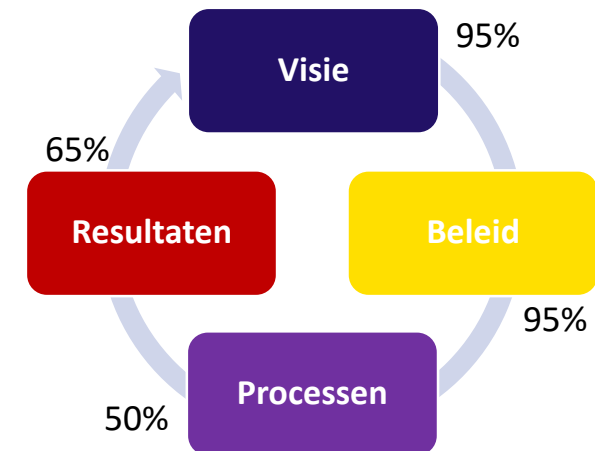 Visie
95%
Beleid
95%
Processen
50%
Resultaten
65%